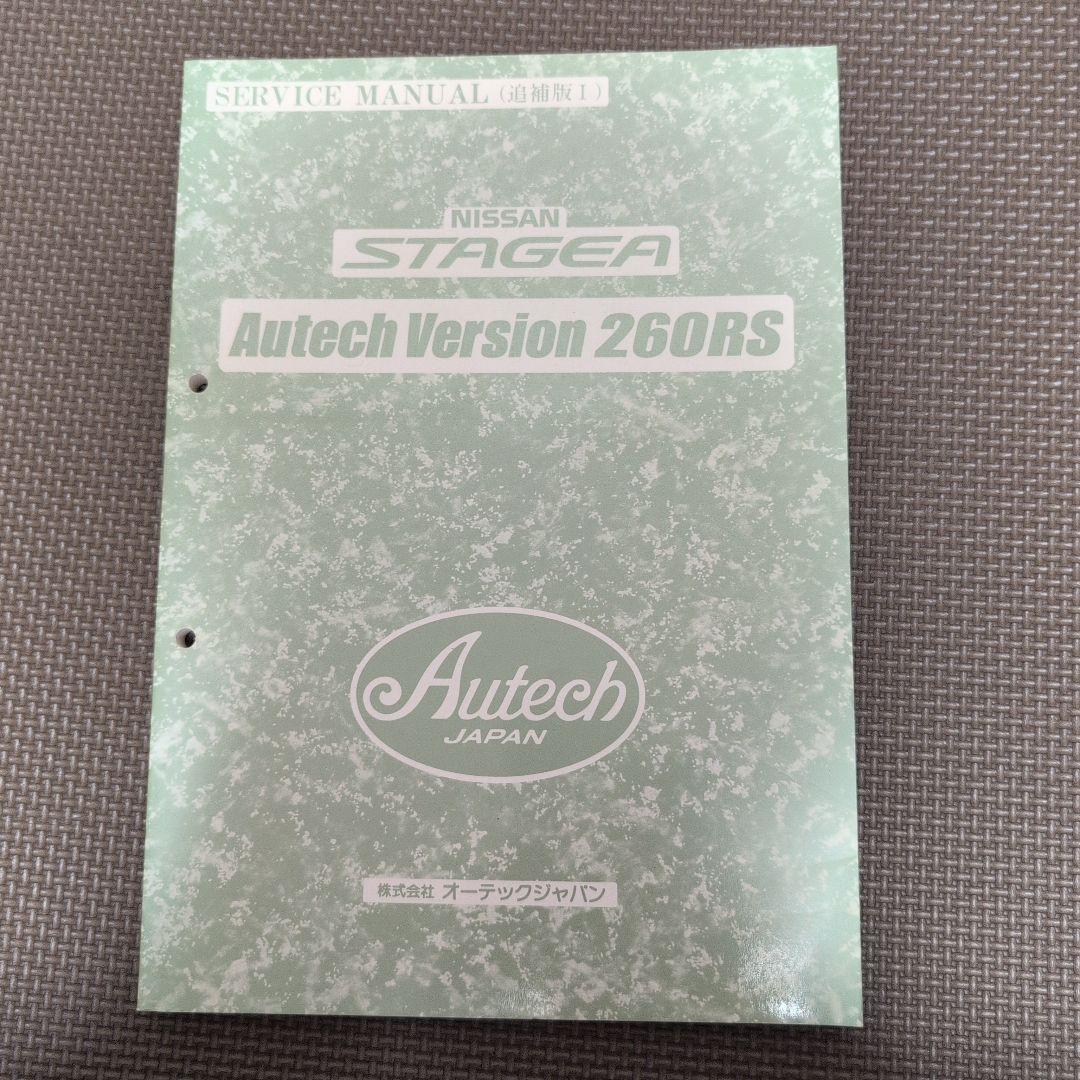 SERVICE MANUAL（追補版Ⅰ）
NISSAN
STAGEA
Autech Version 260RS
Autech
JAPAN
株式会社 オーテックジャパン